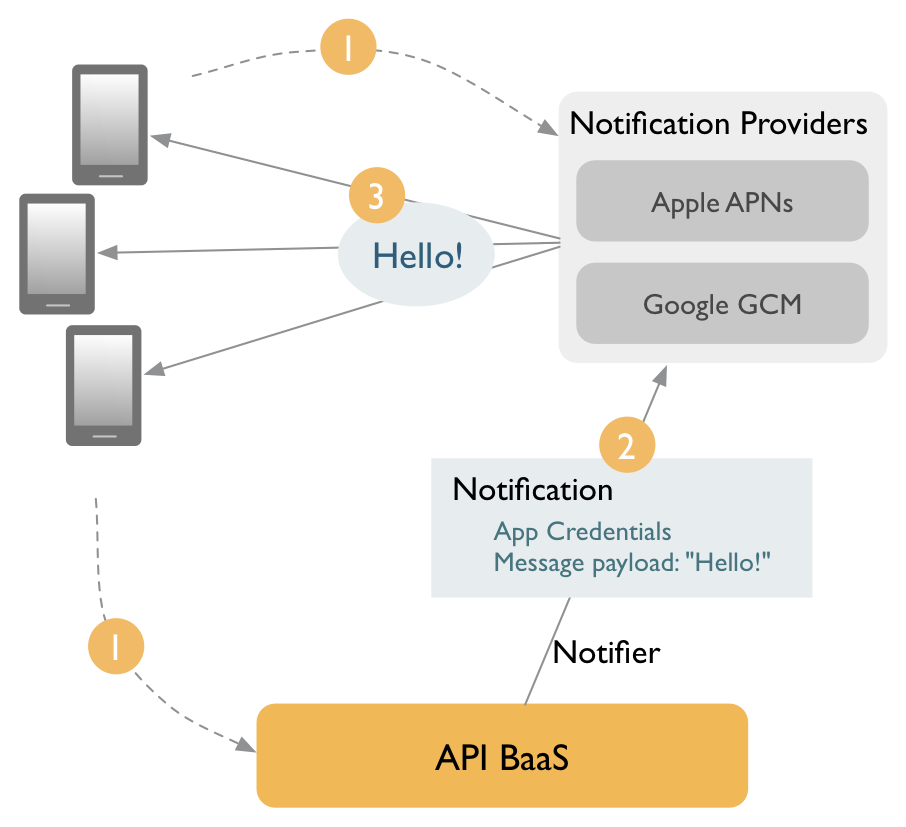 1
Notification Providers
Apple APNs
3
Hello!
Google GCM
2
Notification
App Credentials
Message payload: "Hello!"
1
Notifier
API BaaS